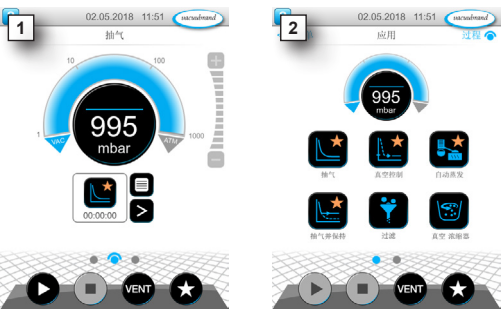 1
02.05.2018 11:51 vacuubrand
抽气
10 100
1 1000
VAC ATM
995
mbar
00:00:00
VENT
2
02.05.2018 11:51 vacuubrand
应用 过程
995
mbar
抽气 真空控制 自动蒸发
抽气并保持 过滤 真空 浓缩器
VENT